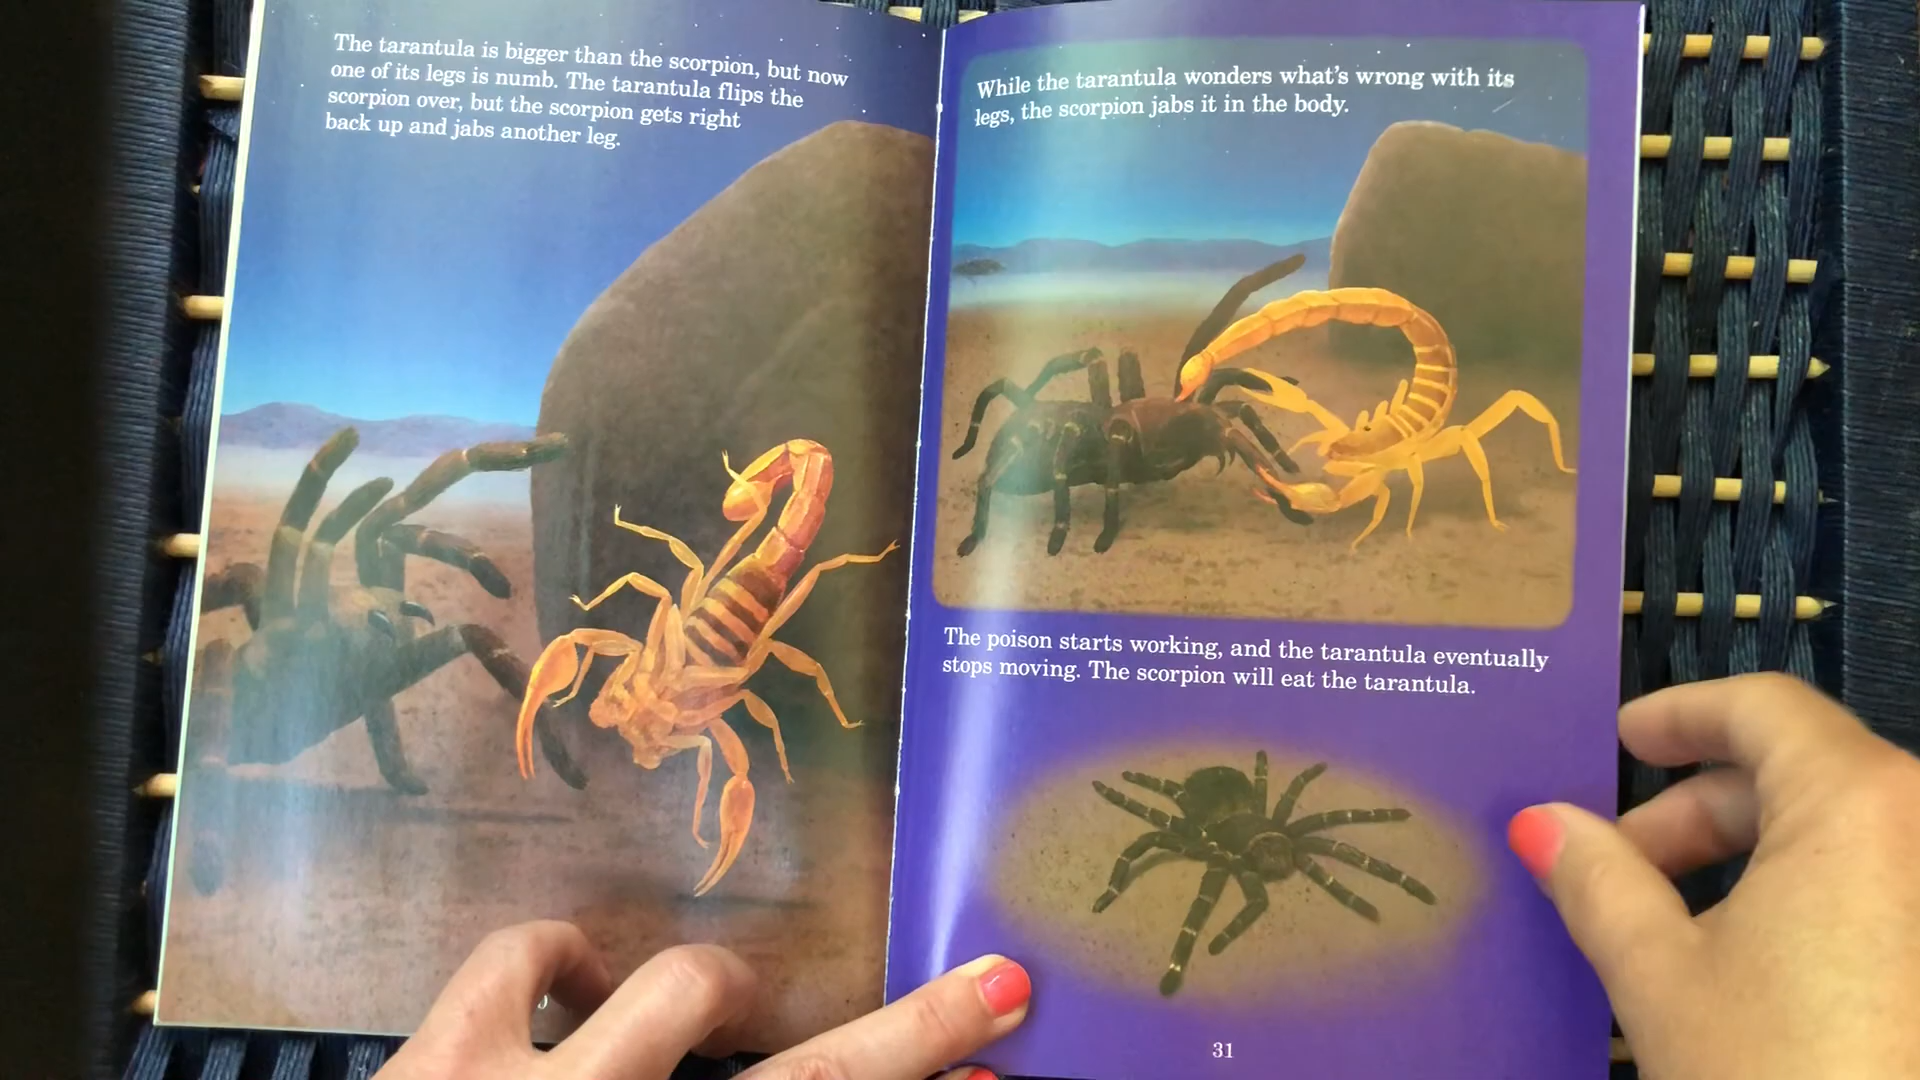 The tarantula is bigger than the scorpion, but now
one of its legs is numb. The tarantula flips the
scorpion over, but the scorpion gets right
back up and jabs another leg.
While the tarantula wonders what's wrong with its
legs, the scorpion jabs it in the body.
The poison starts working, and the tarantula eventually
stops moving. The scorpion will eat the tarantula.
31